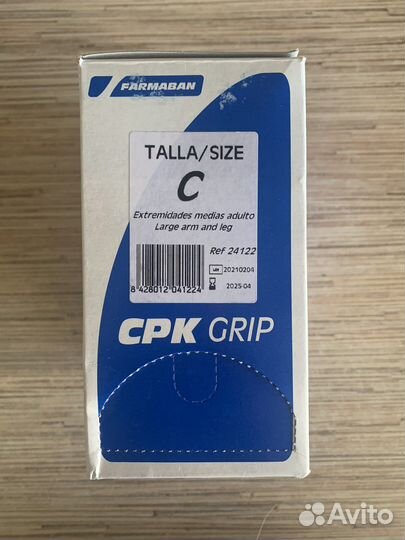 FARMABAN
TALLA/SIZE
C
Extremidades medias adulto
Large arm and leg
Ref 24122
LOT 20210204
2025-04
8 428012 041224
CPK GRIP
Avito